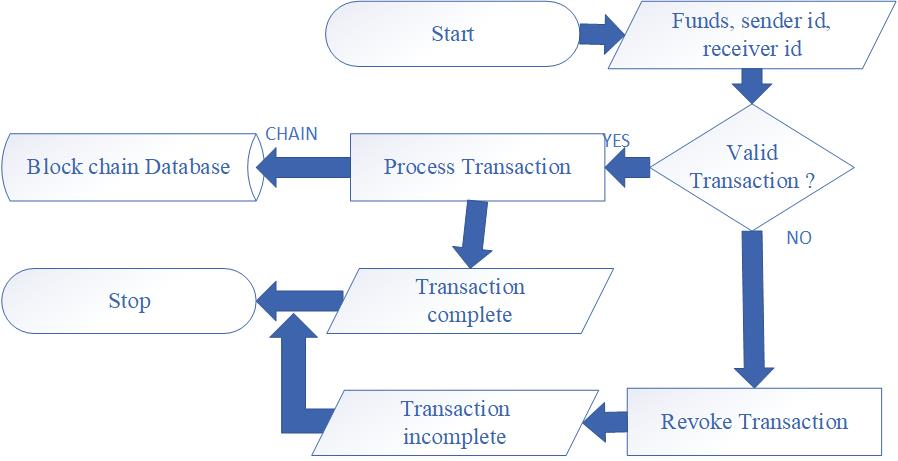 Start
Funds, sender id,
receiver id
Valid
Transaction ?
YES
Process Transaction
CHAIN
Block chain Database
NO
Transaction
complete
Stop
Revoke Transaction
Transaction
incomplete